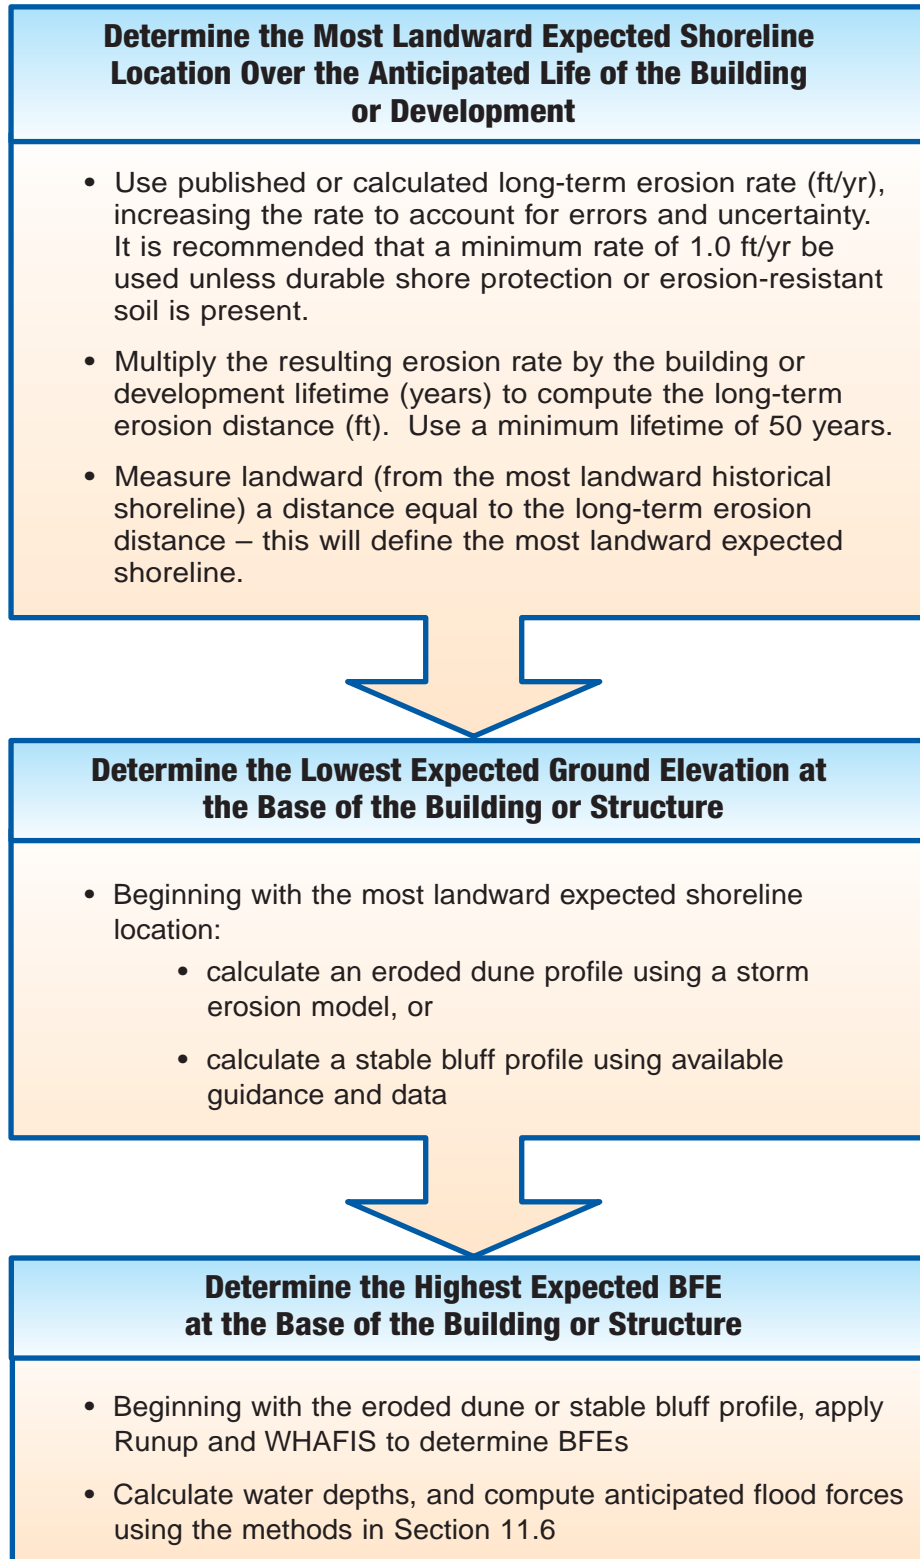 Determine the Most Landward Expected Shoreline
Location Over the Anticipated Life of the Building
or Development
• Use published or calculated long-term erosion rate (ft/yr),
increasing the rate to account for errors and uncertainty.
It is recommended that a minimum rate of 1.0 ft/yr be
used unless durable shore protection or erosion-resistant
soil is present.
• Multiply the resulting erosion rate by the building or
development lifetime (years) to compute the long-term
erosion distance (ft).  Use a minimum lifetime of 50 years.
• Measure landward (from the most landward historical
shoreline) a distance equal to the long-term erosion
distance – this will define the most landward expected
shoreline.
Determine the Lowest Expected Ground Elevation at
the Base of the Building or Structure
• Beginning with the most landward expected shoreline
location:
• calculate an eroded dune profile using a storm
erosion model, or
• calculate a stable bluff profile using available
guidance and data
Determine the Highest Expected BFE
at the Base of the Building or Structure
• Beginning with the eroded dune or stable bluff profile, apply
Runup and WHAFIS to determine BFEs
• Calculate water depths, and compute anticipated flood forces
using the methods in Section 11.6